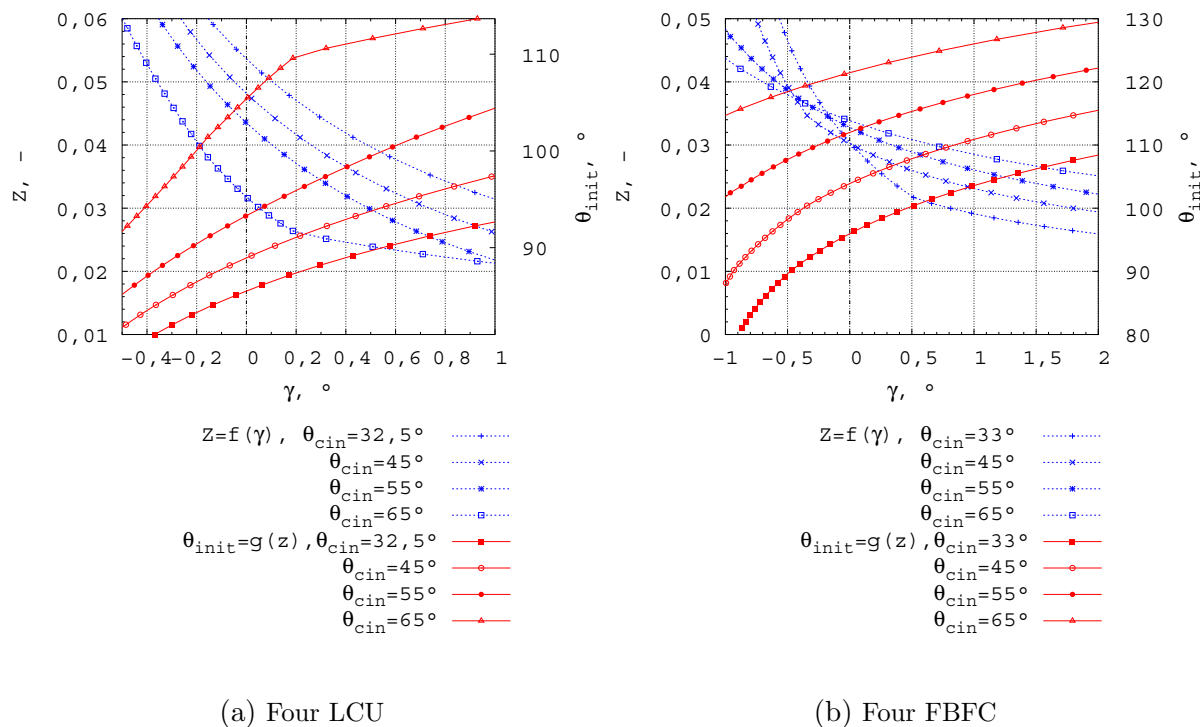 0,06
0,05
0,04
0,03
0,02
0,01
Z, -
110
100
90
θinit, °
-0,4 -0,2 0 0,2 0,4 0,6 0,8 1
γ, °
Z=f(γ), θcin=32,5°
θcin=45°
θcin=55°
θcin=65°
θinit=g(z),θcin=32,5°
θcin=45°
θcin=55°
θcin=65°
(a) Four LCU
0,05
0,04
0,03
0,02
0,01
0
Z, -
130
120
110
100
90
80
θinit, °
-1 -0,5 0 0,5 1 1,5 2
γ, °
Z=f(γ), θcin=33°
θcin=45°
θcin=55°
θcin=65°
θinit=g(z),θcin=33°
θcin=45°
θcin=55°
θcin=65°
(b) Four FBFC